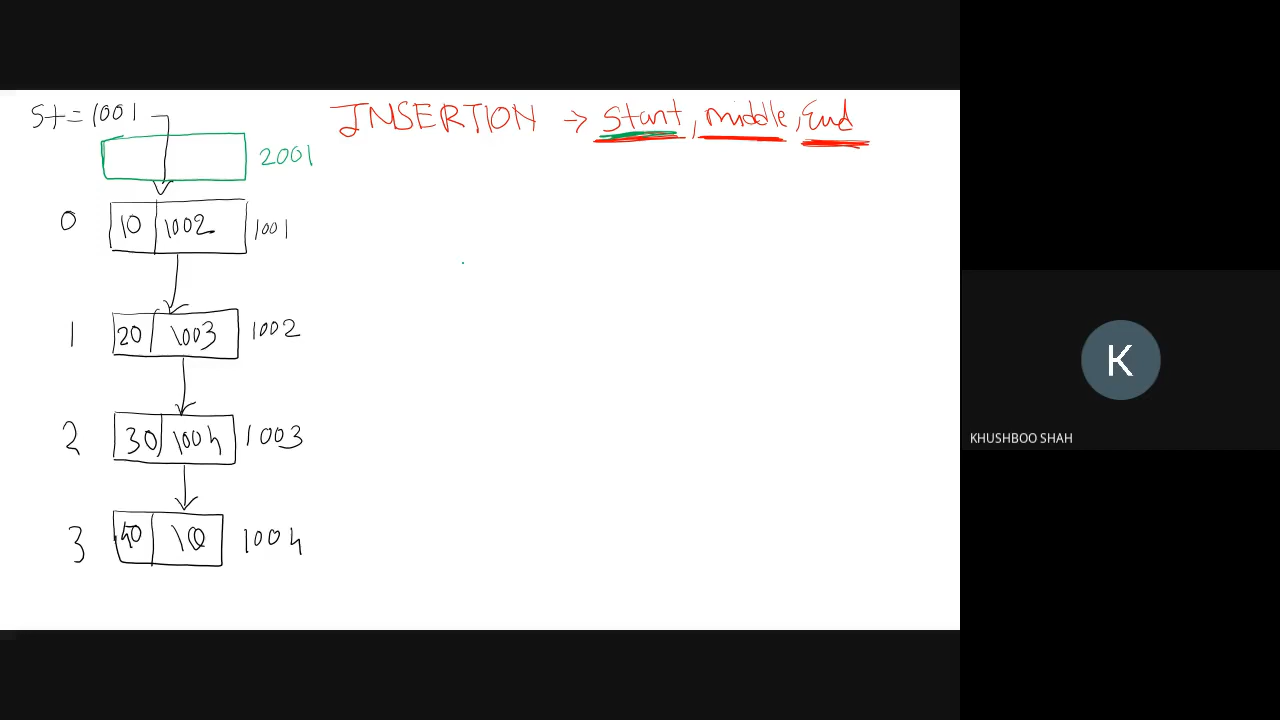 St=1001
INSERTION → Start, middle, End
2001
0 10 1002 1001
1 20 1003 1002
2 30 1004 1003
3 40 \0 1004
K
KHUSHBOO SHAH